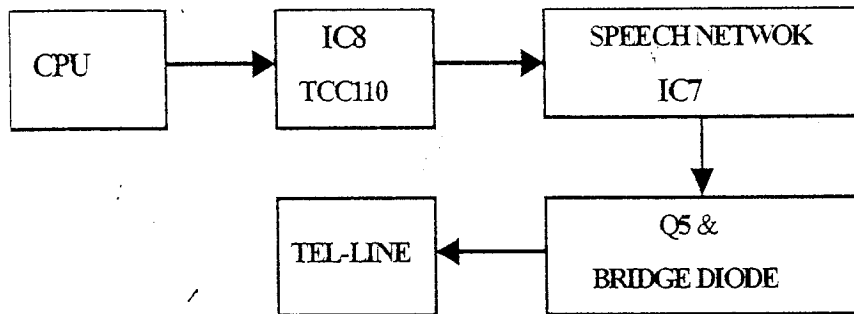 CPU
IC8
TCC110
SPEECH NETWOK
IC7
Q5 &
BRIDGE DIODE
TEL-LINE